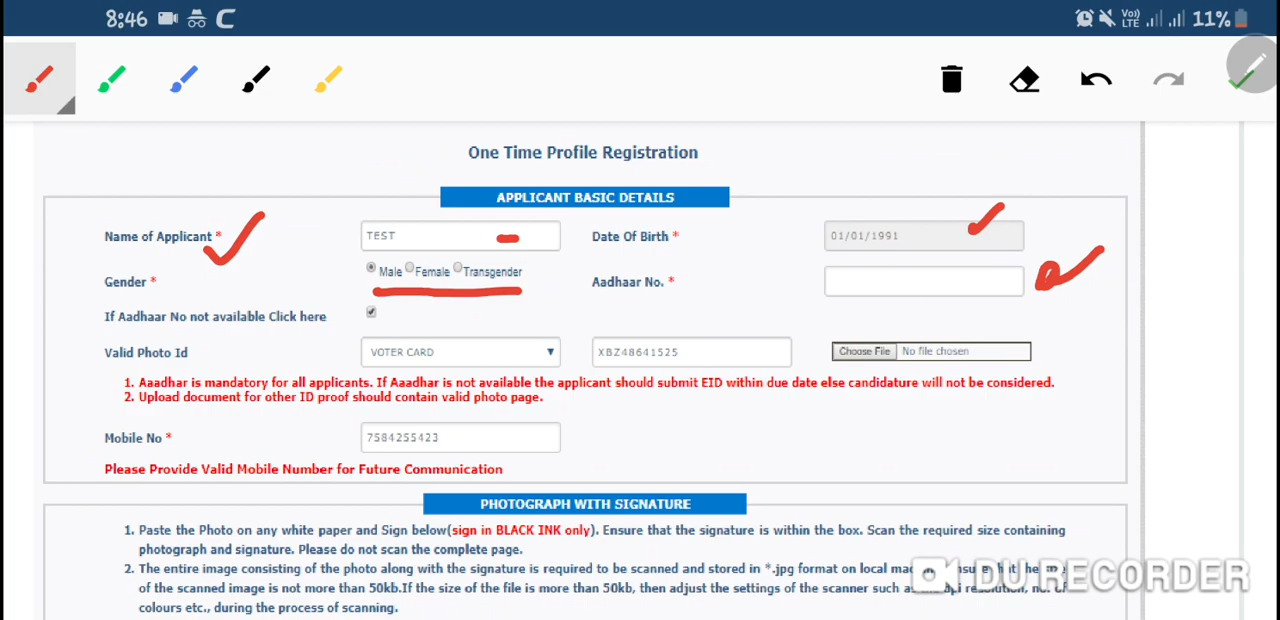 8:46
Vo)) LTE
11%
One Time Profile Registration
APPLICANT BASIC DETAILS
Name of Applicant * TEST Date Of Birth * 01/01/1991
Gender * Male Female Transgender Aadhaar No. *
If Aadhaar No not available Click here
Valid Photo Id VOTER CARD XBZ48641525 Choose File No file chosen
1. Aaadhar is mandatory for all applicants. If Aaadhar is not available the applicant should submit EID within due date else candidature will not be considered.
2. Upload document for other ID proof should contain valid photo page.
Mobile No * 7584255423
Please Provide Valid Mobile Number for Future Communication
PHOTOGRAPH WITH SIGNATURE
1. Paste the Photo on any white paper and Sign below(sign in BLACK INK only). Ensure that the signature is within the box. Scan the required size containing
photograph and signature. Please do not scan the complete page.
2. The entire image consisting of the photo along with the signature is required to be scanned and stored in *.jpg format on local
of the scanned image is not more than 50kb.If the size of the file is more than 50kb, then adjust the settings of the scanner such as
colours etc., during the process of scanning.
DU RECORDER